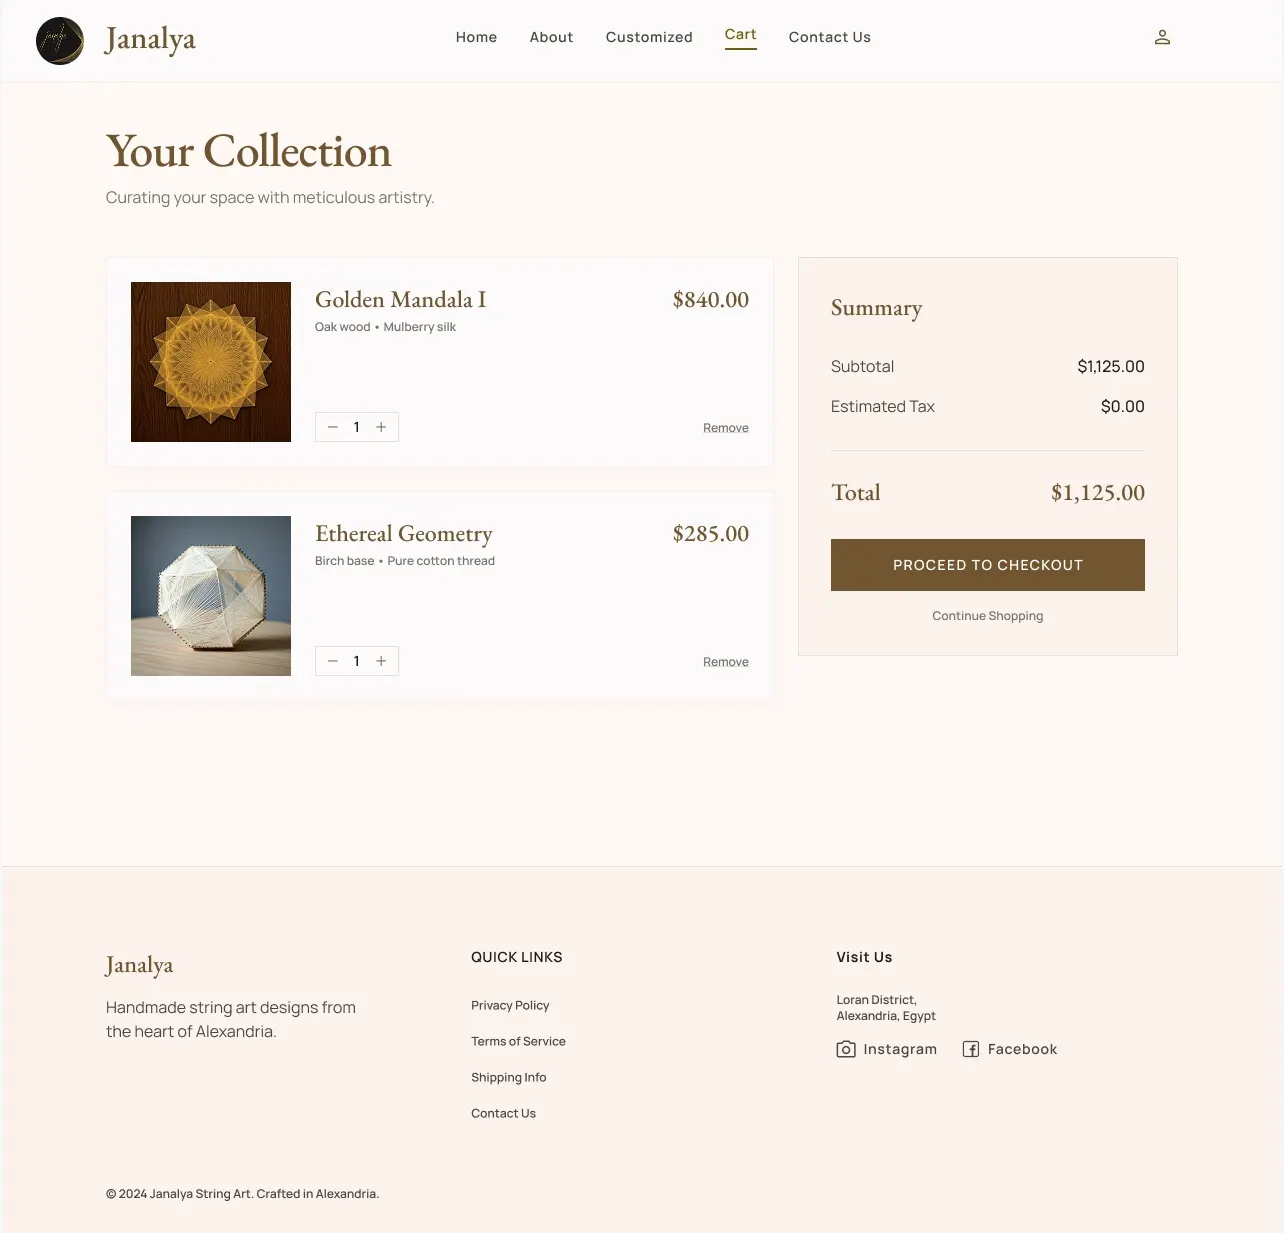 Janalya
Home
About
Customized
Cart
Contact Us
Your Collection
Curating your space with meticulous artistry.
Golden Mandala I
$840.00
Oak wood • Mulberry silk
− 1 +
Remove
Ethereal Geometry
$285.00
Birch base • Pure cotton thread
− 1 +
Remove
Summary
Subtotal
$1,125.00
Estimated Tax
$0.00
Total
$1,125.00
PROCEED TO CHECKOUT
Continue Shopping
Janalya
Handmade string art designs from
the heart of Alexandria.
QUICK LINKS
Privacy Policy
Terms of Service
Shipping Info
Contact Us
Visit Us
Loran District,
Alexandria, Egypt
Instagram
Facebook
© 2024 Janalya String Art. Crafted in Alexandria.